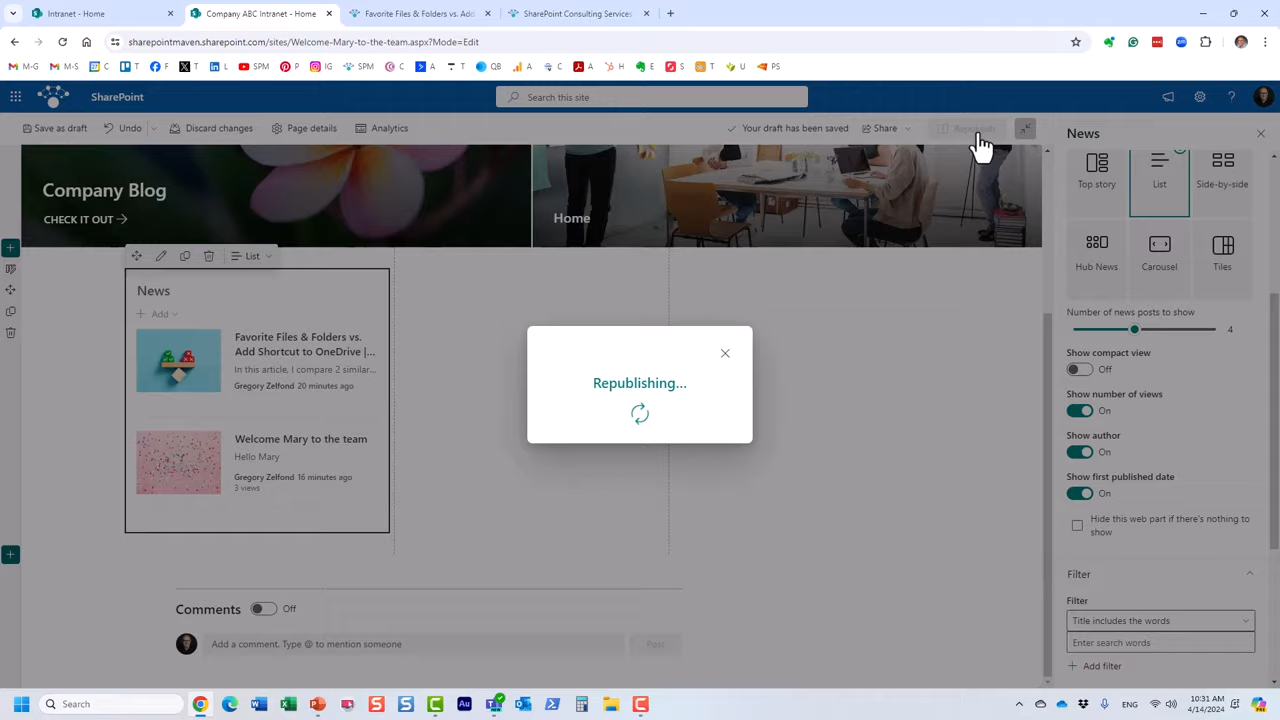 Intranet - Home
Company ABC Intranet - Home
Favorite Files & Folders vs. Add
SharePoint Consulting Services
sharepointmaven.sharepoint.com/sites/Welcome-Mary-to-the-team.aspx?Mode=Edit
M-G M-S C T F X T L SPM P IG SPM C A T QB A C A H E S T U PS
SharePoint
Search this site
Save as draft Undo Discard changes Page details Analytics Your draft has been saved Share Republish
News
Company Blog
CHECK IT OUT
Home
Top story List Side-by-side
Hub News Carousel Tiles
List
News
Add
Favorite Files & Folders vs.
Add Shortcut to OneDrive |...
In this article, I compare 2 similar...
Gregory Zelfond 20 minutes ago
Welcome Mary to the team
Hello Mary
Gregory Zelfond 16 minutes ago
3 views
Republishing...
Number of news posts to show
4
Show compact view
Off
Show number of views
On
Show author
On
Show first published date
On
Hide this web part if there's nothing to
show
Filter
Filter
Title includes the words
Enter search words
Add filter
Comments Off
Add a comment. Type @ to mention someone
Post
Search
10:31 AM
4/14/2024